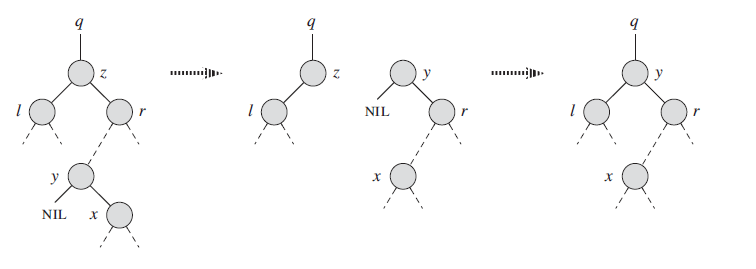 q q q
z z y y
l r l NIL r l r
y x x
NIL x